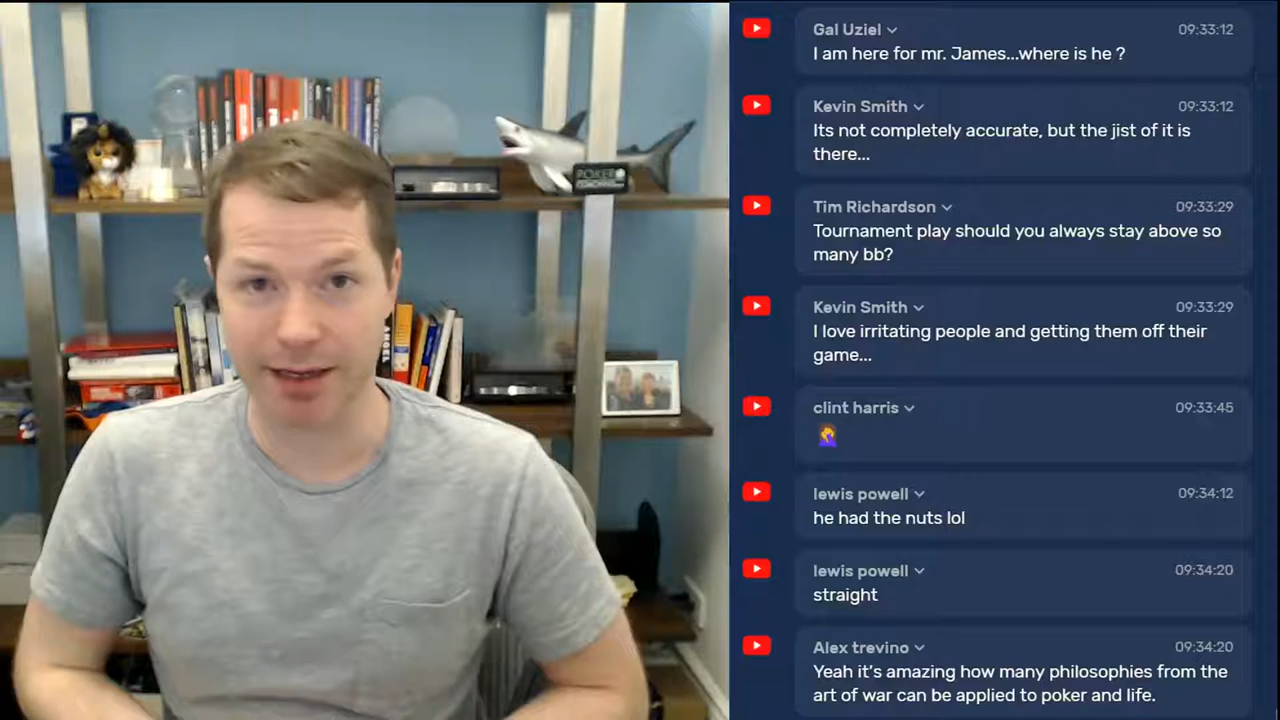 POKER
Gal Uziel
09:33:12
I am here for mr. James...where is he ?
Kevin Smith
09:33:12
Its not completely accurate, but the jist of it is
there...
Tim Richardson
09:33:29
Tournament play should you always stay above so
many bb?
Kevin Smith
09:33:29
I love irritating people and getting them off their
game...
clint harris
09:33:45
🤦
lewis powell
09:34:12
he had the nuts lol
lewis powell
09:34:20
straight
Alex trevino
09:34:20
Yeah it's amazing how many philosophies from the
art of war can be applied to poker and life.